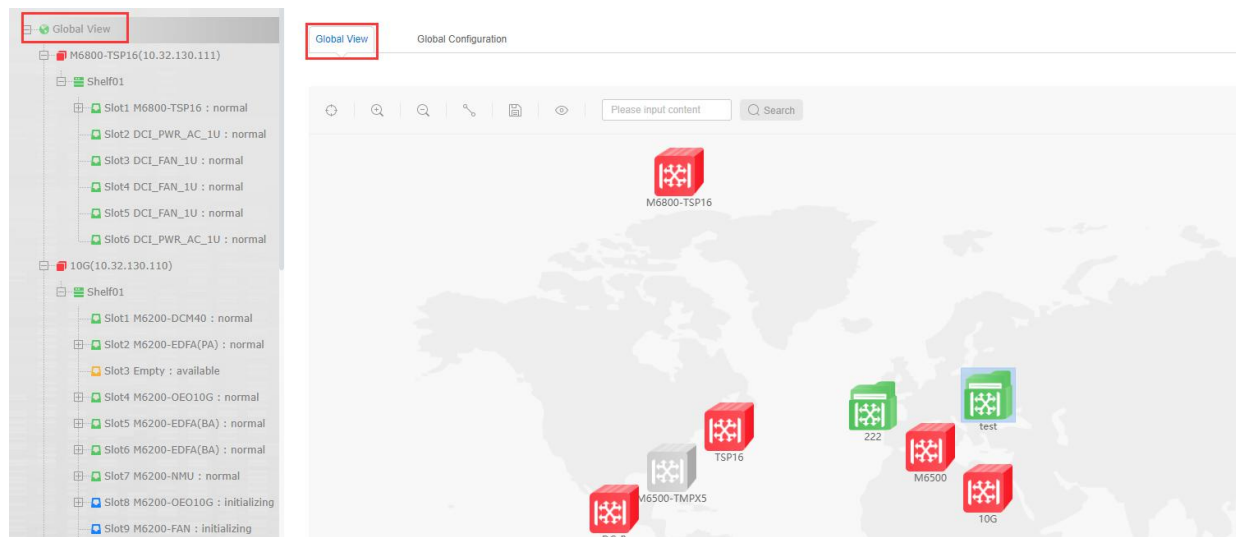 Global View
M6800-TSP16(10.32.130.111)
Shelf01
Slot1 M6800-TSP16 : normal
Slot2 DCI_PWR_AC_1U : normal
Slot3 DCI_FAN_1U : normal
Slot4 DCI_FAN_1U : normal
Slot5 DCI_FAN_1U : normal
Slot6 DCI_PWR_AC_1U : normal
10G(10.32.130.110)
Shelf01
Slot1 M6200-DCM40 : normal
Slot2 M6200-EDFA(PA) : normal
Slot3 Empty : available
Slot4 M6200-OEO10G : normal
Slot5 M6200-EDFA(BA) : normal
Slot6 M6200-EDFA(BA) : normal
Slot7 M6200-NMU : normal
Slot8 M6200-OEO10G : initializing
Slot9 M6200-FAN : initializing
Global View Global Configuration
Please input content Search
M6800-TSP16
222
test
TSP16
M6500
M6500-TMPX5
10G